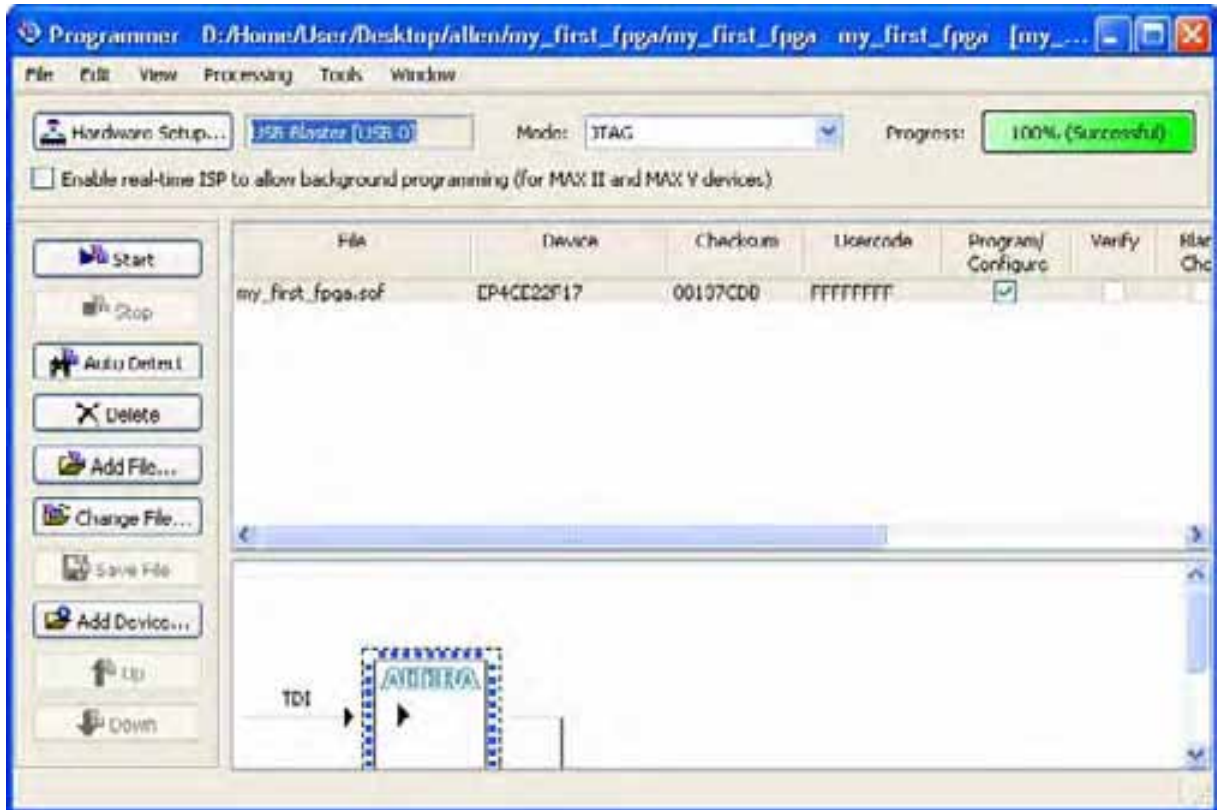 Programmer D:/Home/User/Desktop/allen/my_first_fpga/my_first_fpga my_first_fpga [my_...
File Edit View Processing Tools Window
Hardware Setup... USB-Blaster [USB-0] Mode: JTAG Progress: 100% (Successful)
Enable real-time ISP to allow background programming (for MAX II and MAX V devices)
File Device Checksum Usercode Program/ Configure Verify
my_first_fpga.sof EP4CE22F17 FFFFFFFF
Start
Stop
Auto Detect
Delete
Add File...
Change File...
Save File
Add Device...
Up
Down
TDI
ALTERA